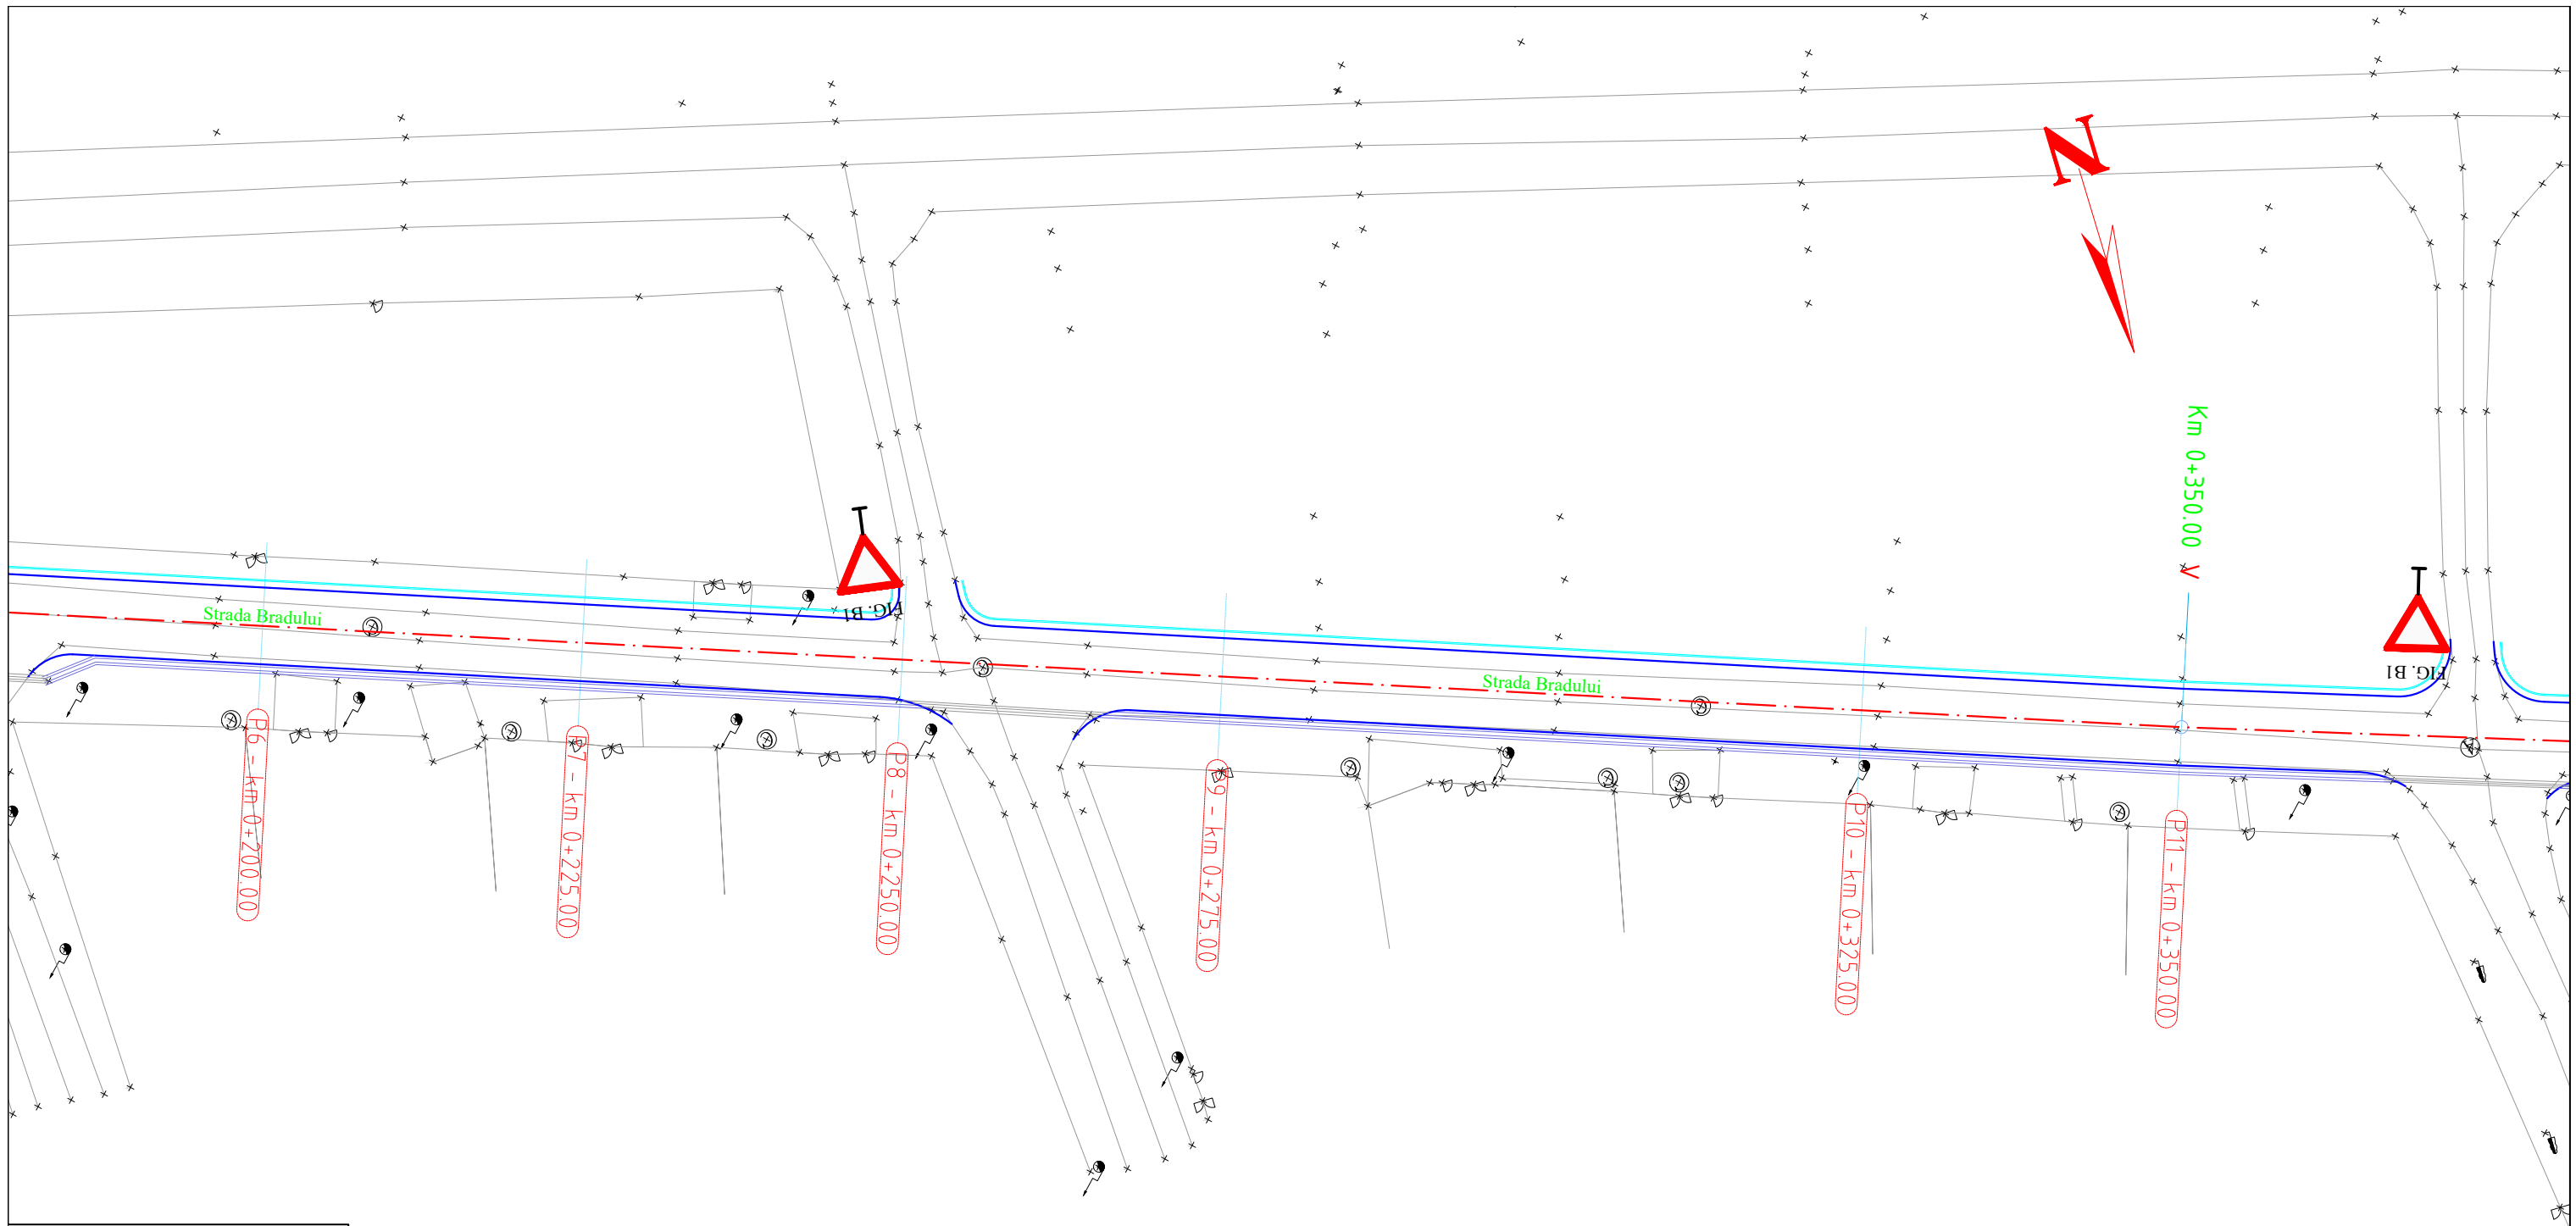 N
Km 0+350.00
Strada Bradului
FIG. B1
Strada Bradului
FIG. B1
P6 - km 0+200.00
P7 - km 0+225.00
P8 - km 0+250.00
P9 - km 0+275.00
P10 - km 0+325.00
P11 - km 0+350.00